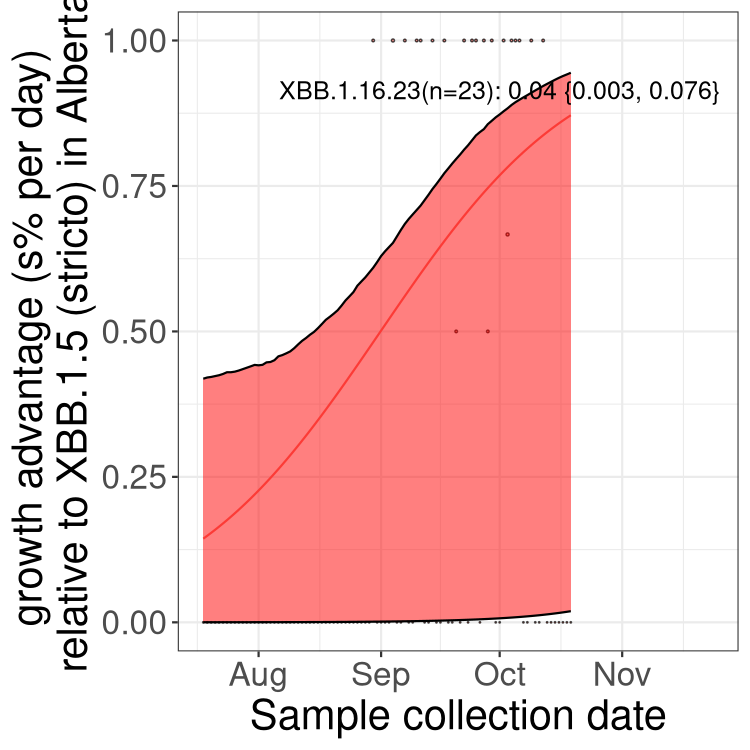 growth advantage (s% per day)
relative to XBB.1.5 (stricto) in Alberta
1.00
0.75
0.50
0.25
0.00
XBB.1.16.23(n=23): 0.04 {0.003, 0.076}
Aug Sep Oct Nov
Sample collection date